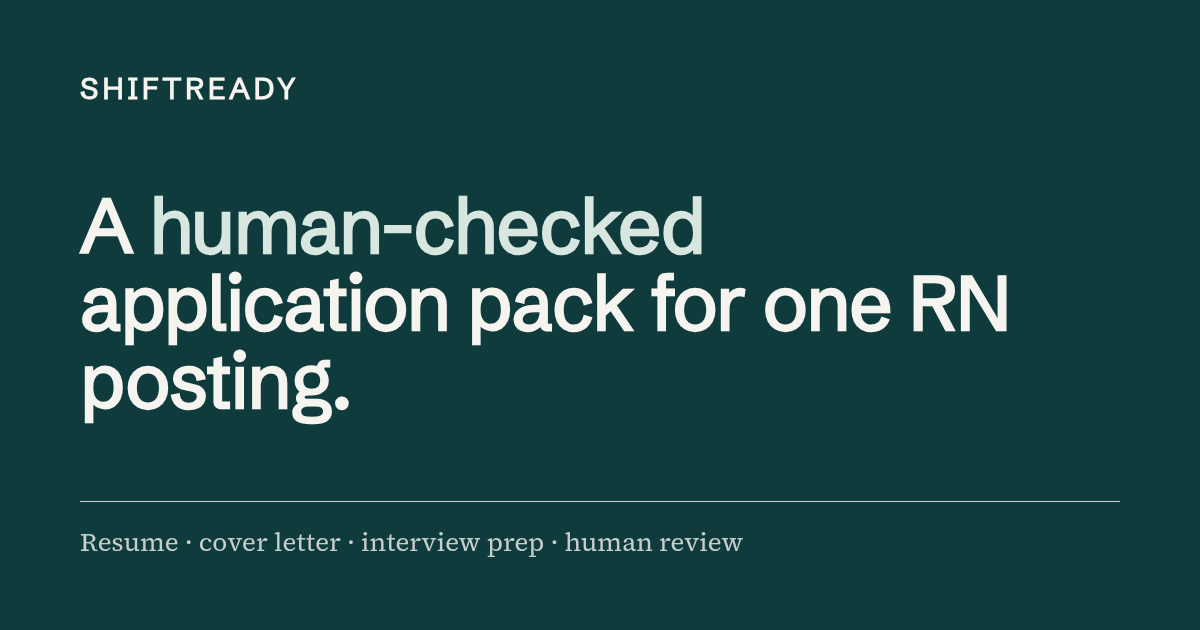 SHIFTREADY
A human-checked
application pack for one RN
posting.
Resume · cover letter · interview prep · human review